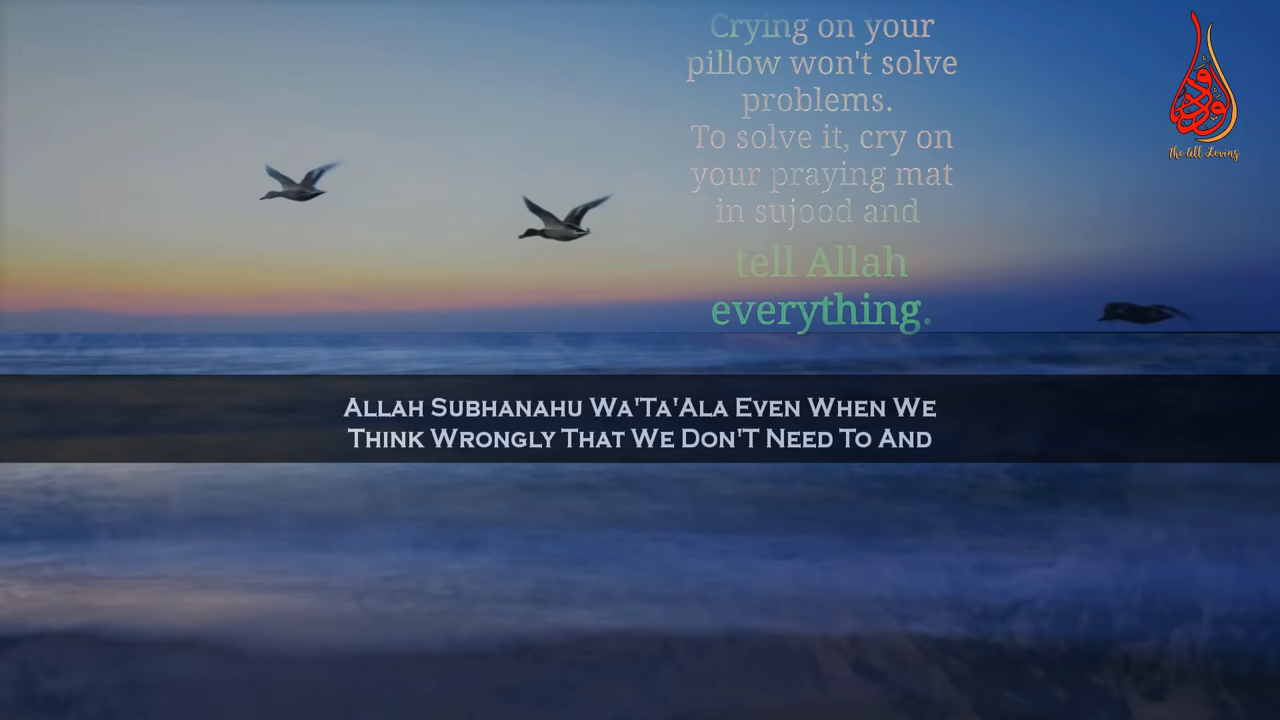 Crying on your
pillow won't solve
problems.
To solve it, cry on
your praying mat
in sujood and
tell Allah
everything.
الودود
The All Loving
Allah Subhanahu Wa'Ta'Ala Even When We
Think Wrongly That We Don'T Need To And